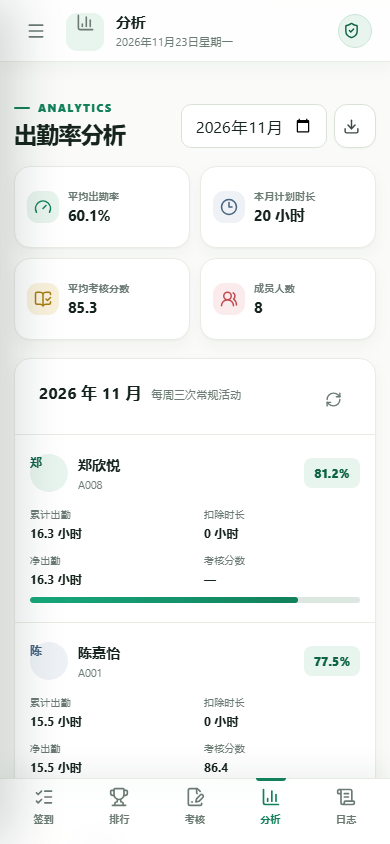 分析
2026年11月23日星期一
ANALYTICS
出勤率分析
2026年11月
平均出勤率
60.1%
本月计划时长
20 小时
平均考核分数
85.3
成员人数
8
2026 年 11 月 每周三次常规活动
郑
郑欣悦
A008
81.2%
累计出勤
16.3 小时
扣除时长
0 小时
净出勤
16.3 小时
考核分数
—
陈
陈嘉怡
A001
77.5%
累计出勤
15.5 小时
扣除时长
0 小时
净出勤
15.5 小时
考核分数
86.4
签到
排行
考核
分析
日志